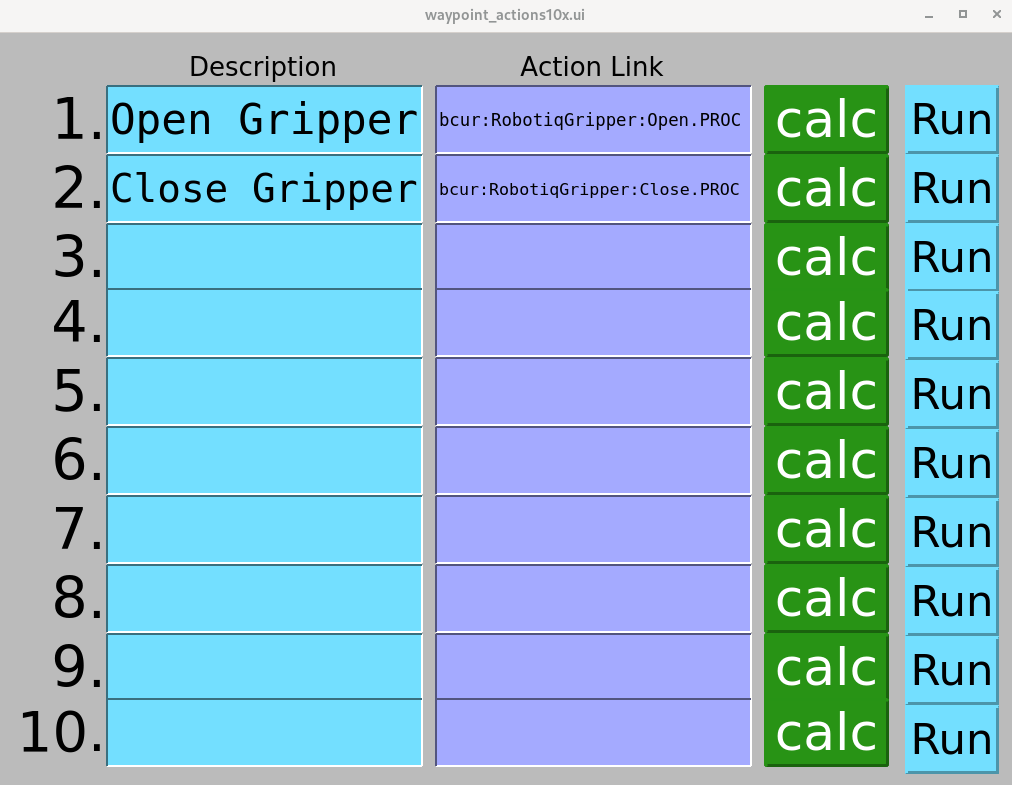 waypoint_actions10x.ui
Description Action Link
1. Open Gripper bcur:RobotiqGripper:Open.PROC calc Run
2. Close Gripper bcur:RobotiqGripper:Close.PROC calc Run
3. calc Run
4. calc Run
5. calc Run
6. calc Run
7. calc Run
8. calc Run
9. calc Run
10. calc Run